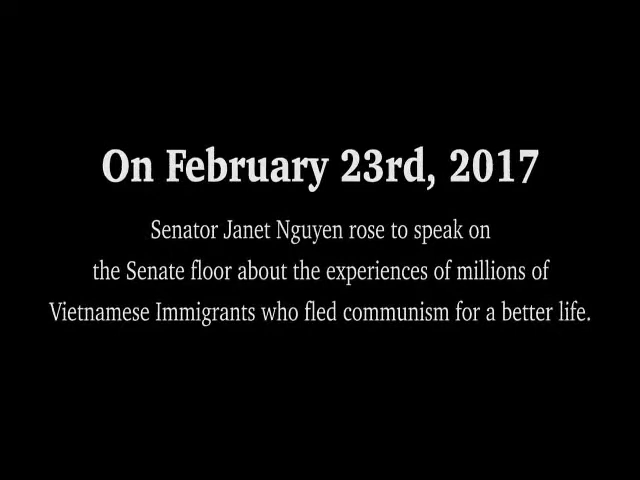 On February 23rd, 2017
Senator Janet Nguyen rose to speak on
the Senate floor about the experiences of millions of
Vietnamese Immigrants who fled communism for a better life.